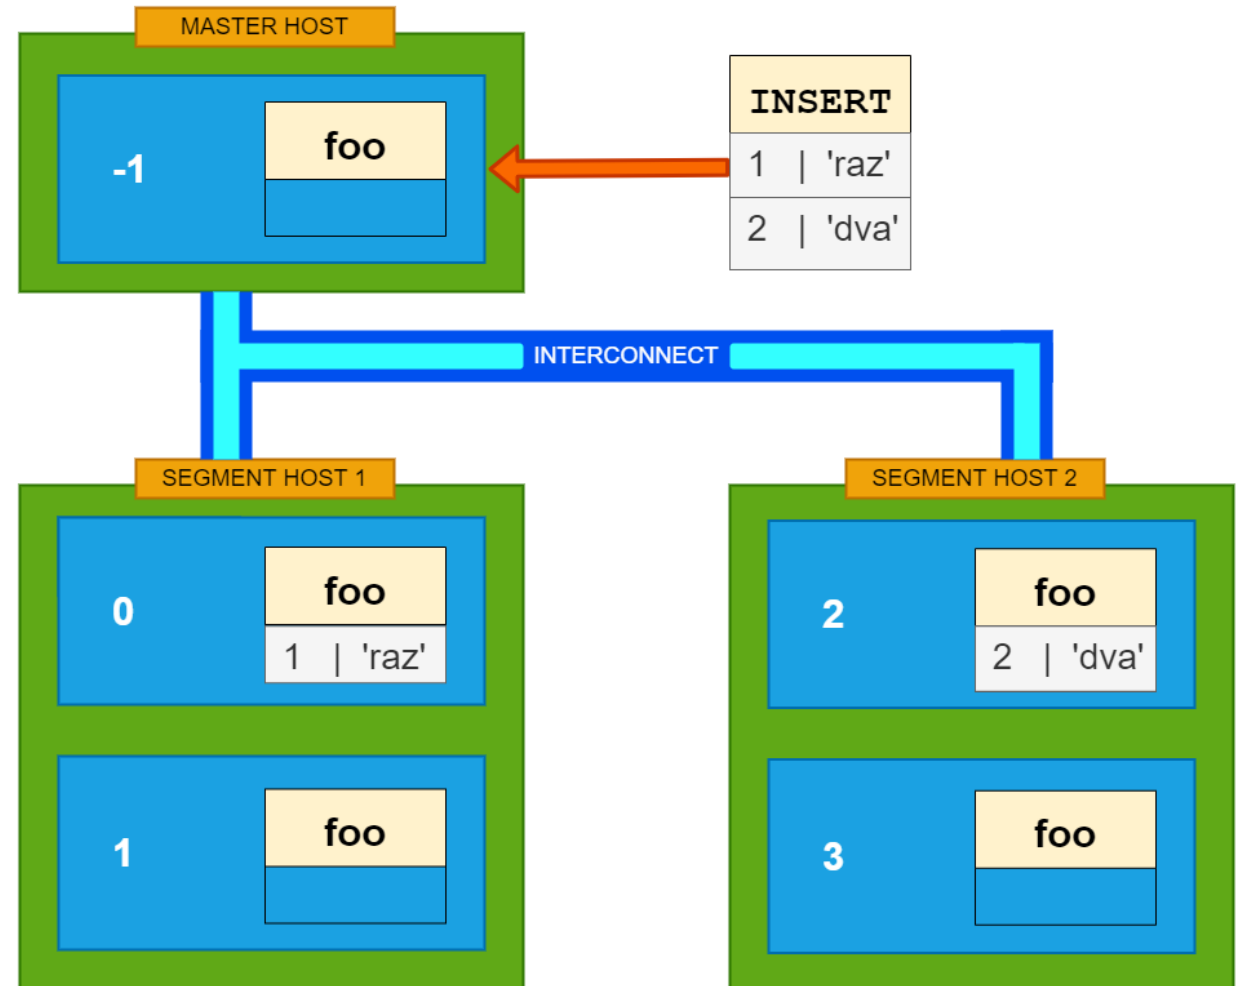 MASTER HOST
-1
foo
INSERT
1 | 'raz'
2 | 'dva'
INTERCONNECT
SEGMENT HOST 1
0
foo
1 | 'raz'
1
foo
SEGMENT HOST 2
2
foo
2 | 'dva'
3
foo